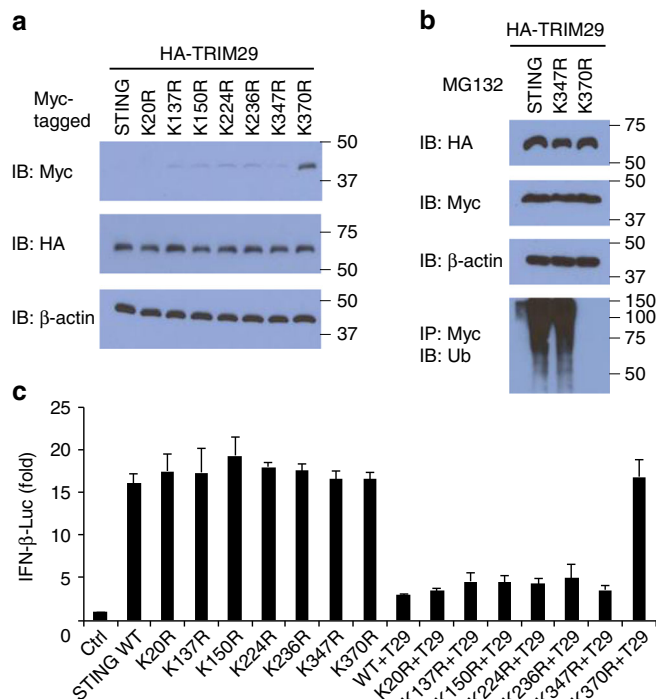 a
HA-TRIM29
Myc-
tagged
STING
K20R
K137R
K150R
K224R
K236R
K347R
K370R
IB: Myc
50
37
IB: HA
75
50
IB: β-actin
50
37
b
HA-TRIM29
MG132
STING
K347R
K370R
IB: HA
75
50
IB: Myc
50
37
IB: β-actin
50
37
IP: Myc
IB: Ub
150
100
75
50
c
IFN-β-Luc (fold)
25
20
15
10
5
0
Ctrl
STING WT
K20R
K137R
K150R
K224R
K236R
K347R
K370R
WT+T29
K20R+T29
K137R+T29
K150R+T29
K224R+T29
K236R+T29
K347R+T29
K370R+T29